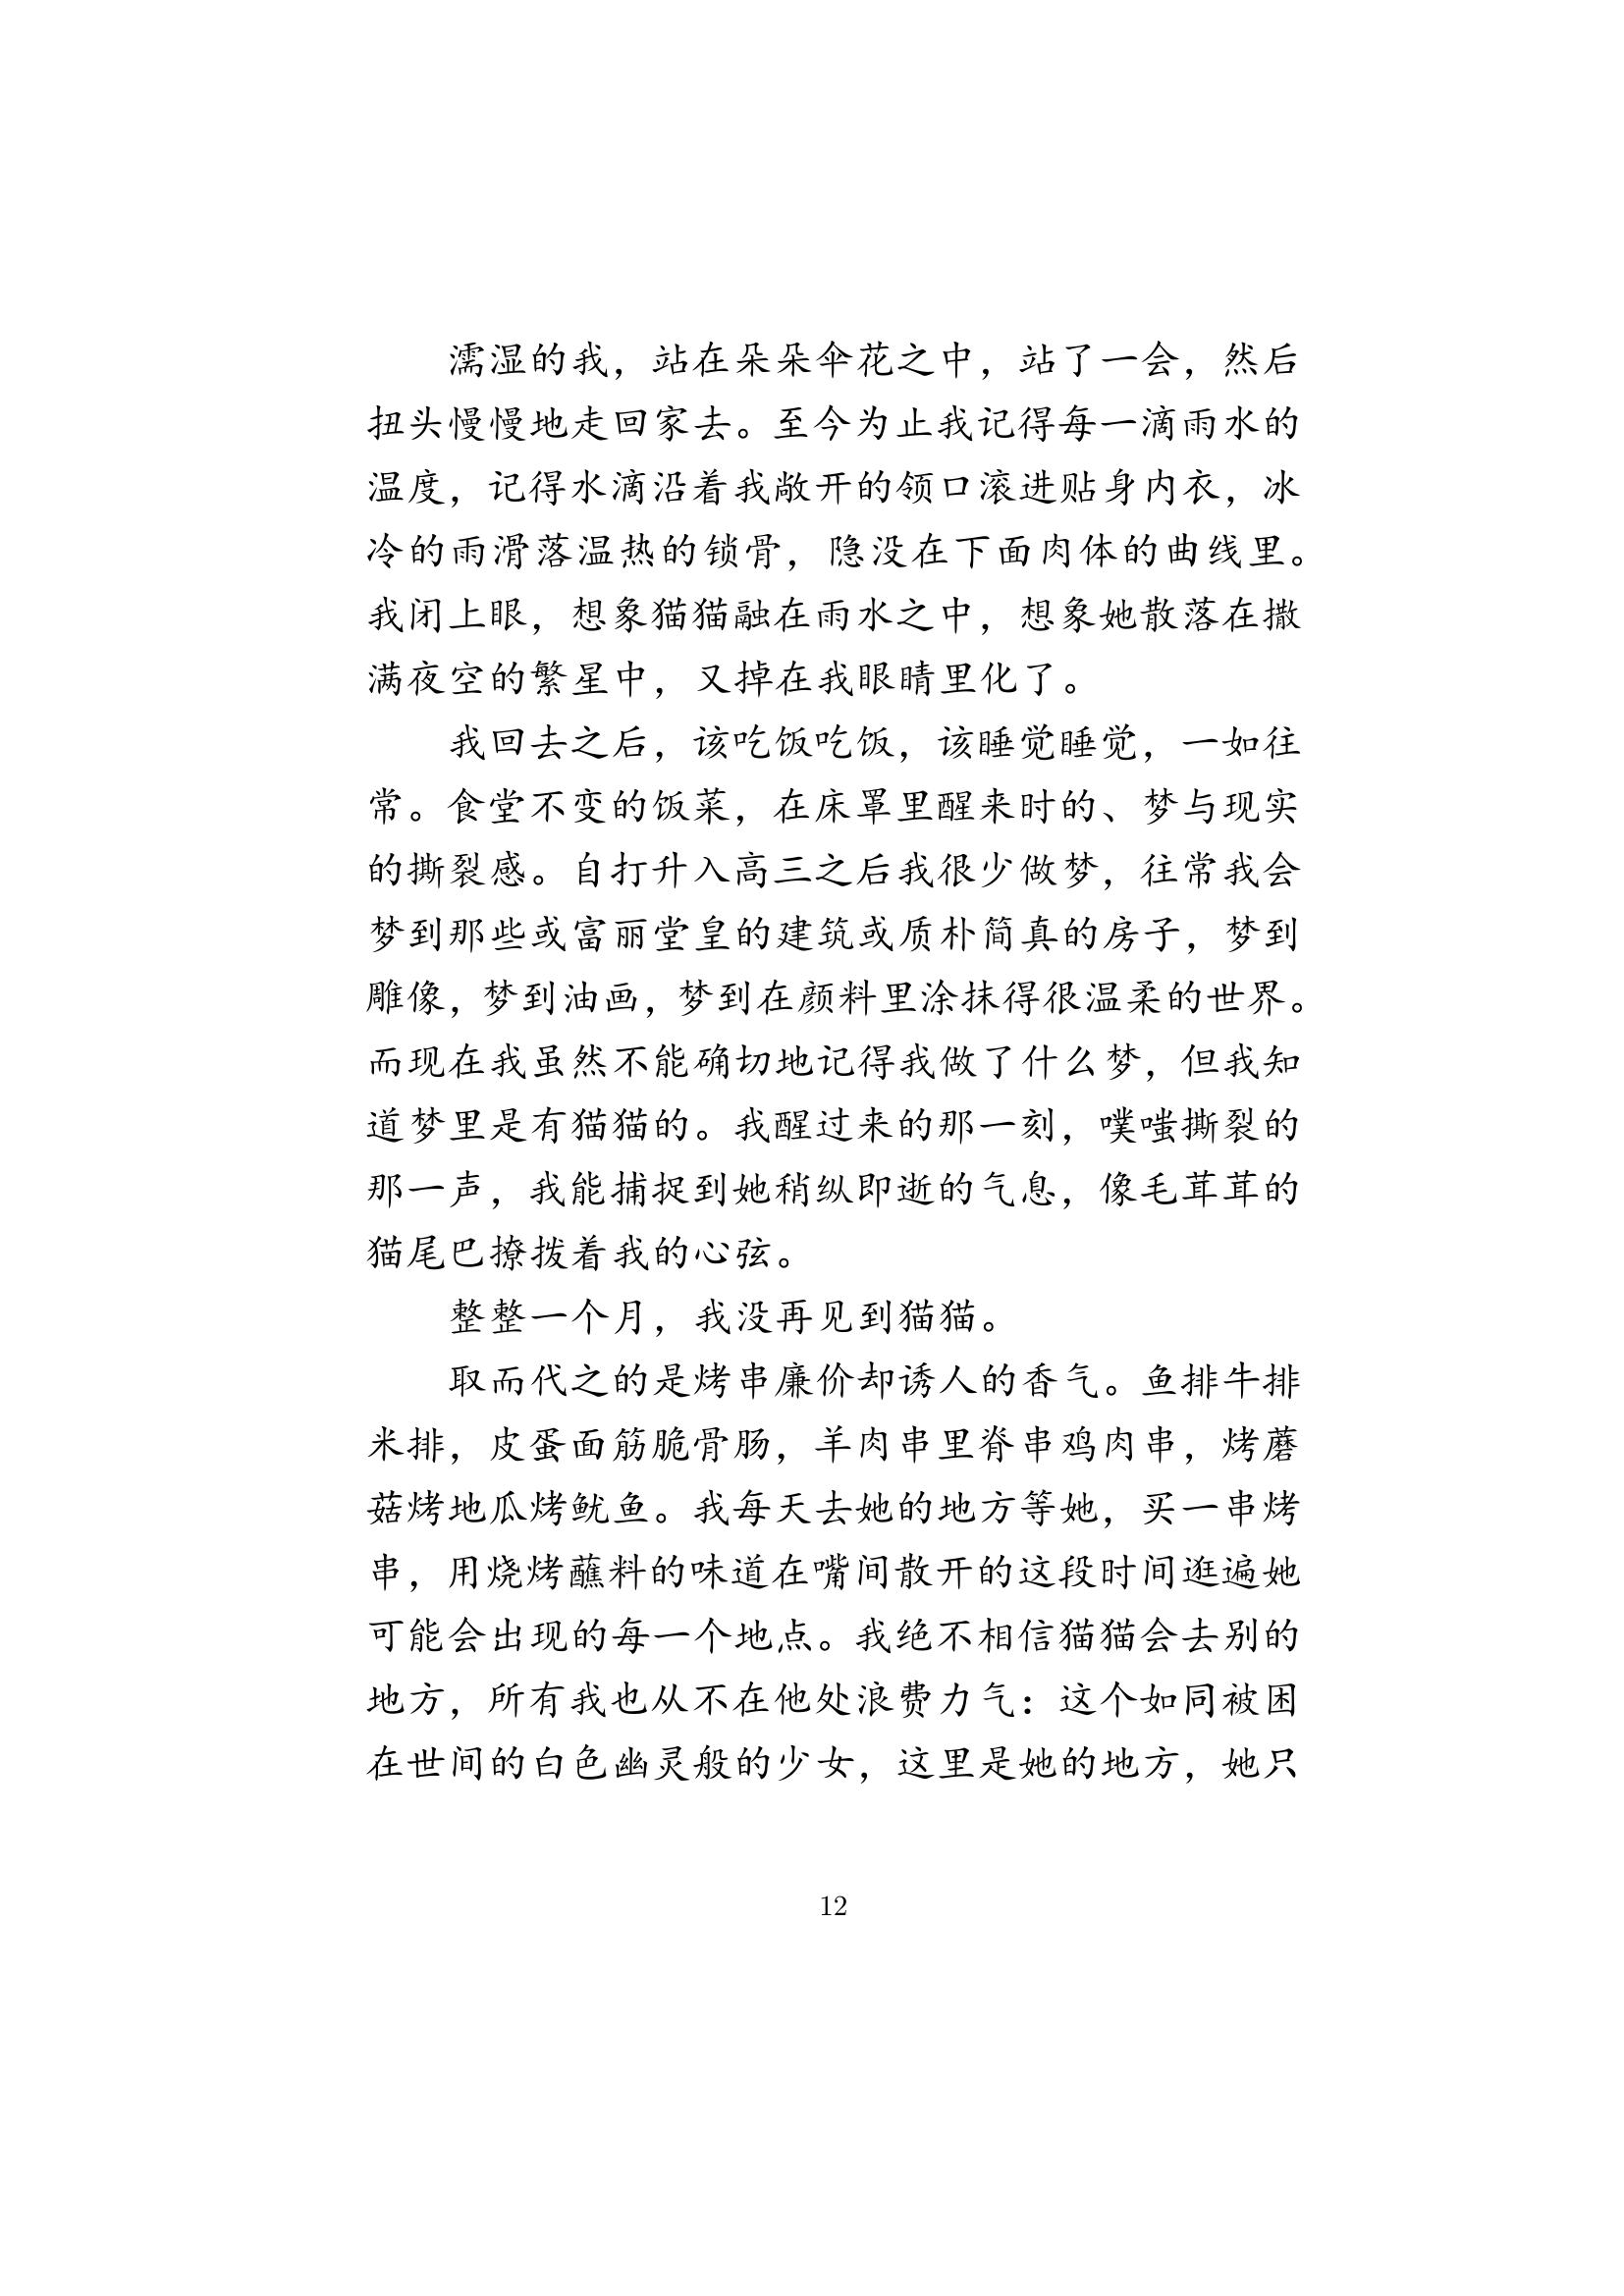 濡湿的我，站在朵朵伞花之中，站了一会，然后
扭头慢慢地走回家去。至今为止我记得每一滴雨水的
温度，记得水滴沿着我敞开的领口滚进贴身内衣，冰
冷的雨滑落温热的锁骨，隐没在下面肉体的曲线里。
我闭上眼，想象猫猫融在雨水之中，想象她散落在撒
满夜空的繁星中，又掉在我眼睛里化了。
我回去之后，该吃饭吃饭，该睡觉睡觉，一如往
常。食堂不变的饭菜，在床罩里醒来时的、梦与现实
的撕裂感。自打升入高三之后我很少做梦，往常我会
梦到那些或富丽堂皇的建筑或质朴简真的房子，梦到
雕像，梦到油画，梦到在颜料里涂抹得很温柔的世界。
而现在我虽然不能确切地记得我做了什么梦，但我知
道梦里是有猫猫的。我醒过来的那一刻，噗嗤撕裂的
那一声，我能捕捉到她稍纵即逝的气息，像毛茸茸的
猫尾巴撩拨着我的心弦。
整整一个月，我没再见到猫猫。
取而代之的是烤串廉价却诱人的香气。鱼排牛排
米排，皮蛋面筋脆骨肠，羊肉串里脊串鸡肉串，烤蘑
菇烤地瓜烤鱿鱼。我每天去她的地方等她，买一串烤
串，用烧烤蘸料的味道在嘴间散开的这段时间逛遍她
可能会出现的每一个地点。我绝不相信猫猫会去别的
地方，所有我也从不在他处浪费力气：这个如同被困
在世间的白色幽灵般的少女，这里是她的地方，她只
12